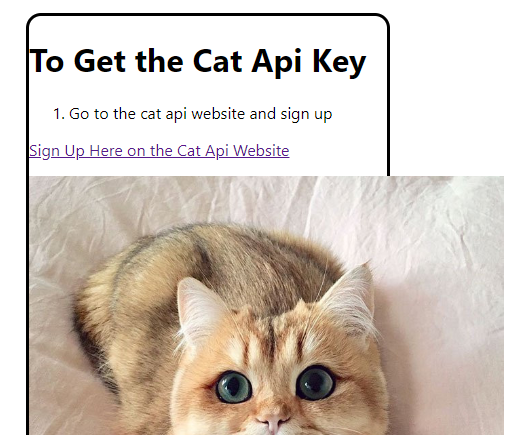 To Get the Cat Api Key
1. Go to the cat api website and sign up
Sign Up Here on the Cat Api Website